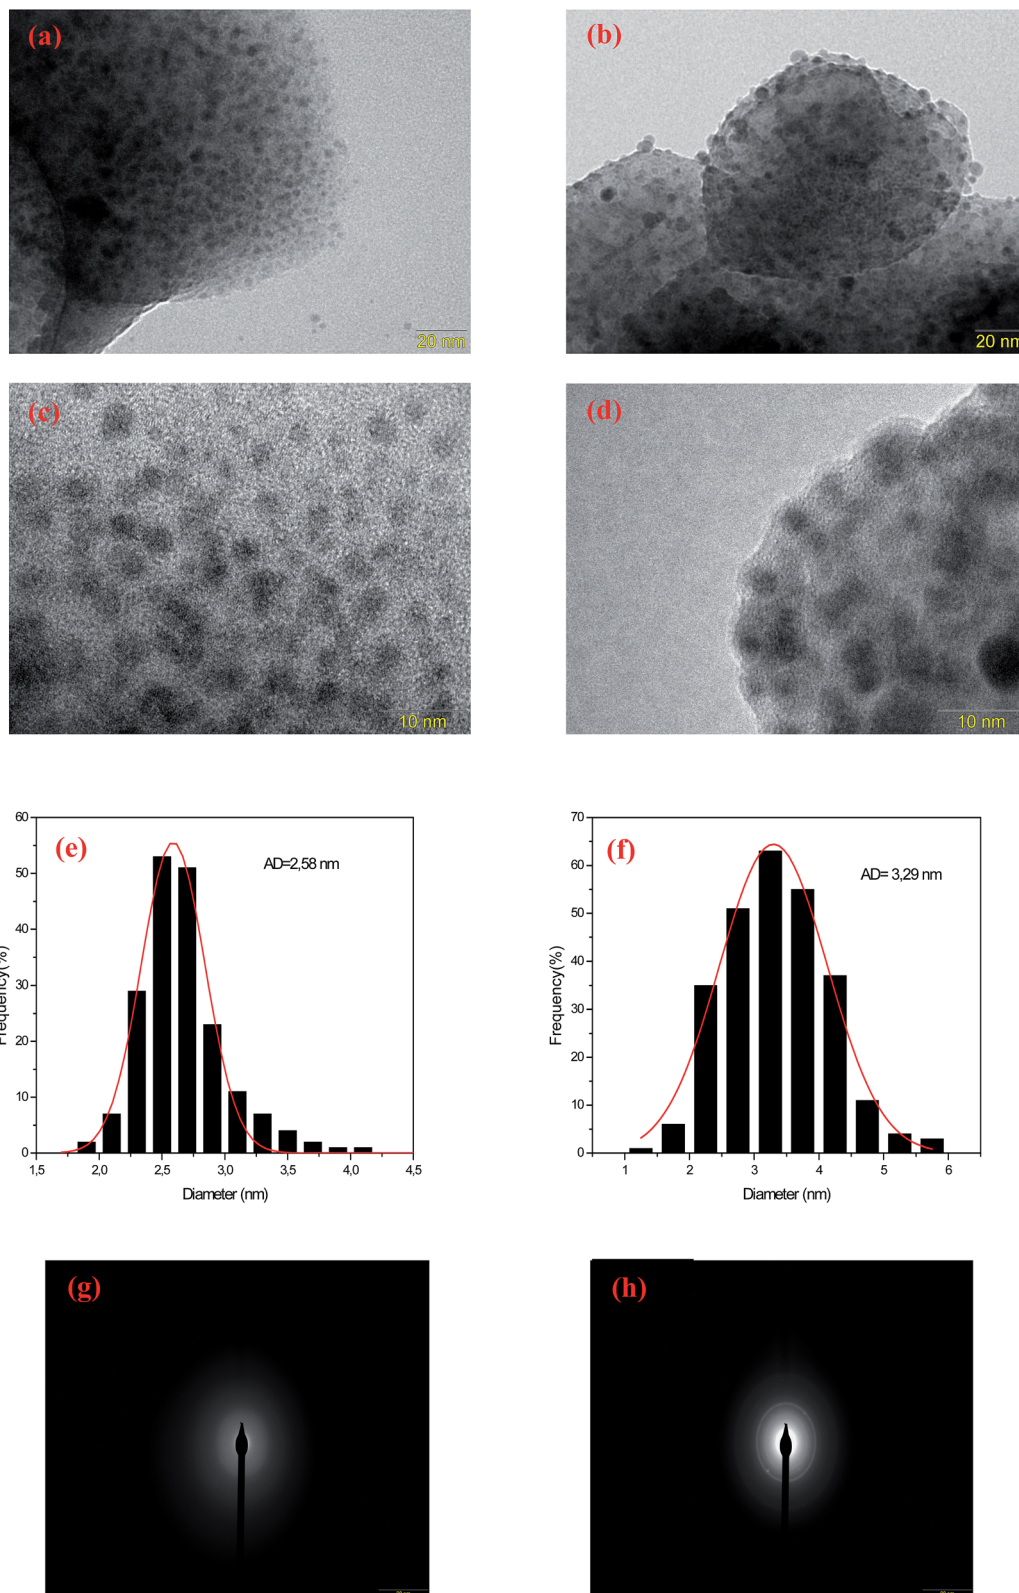 (a)
20 nm
(b)
20 nm
(c)
10 nm
(d)
10 nm
(e)
AD=2,58 nm
60
50
40
30
20
10
0
1,5 2,0 2,5 3,0 3,5 4,0 4,5
Frequency(%)
Diameter (nm)
(f)
AD= 3,29 nm
70
60
50
40
30
20
10
0
1 2 3 4 5 6
Frequency(%)
Diameter (nm)
(g)
(h)